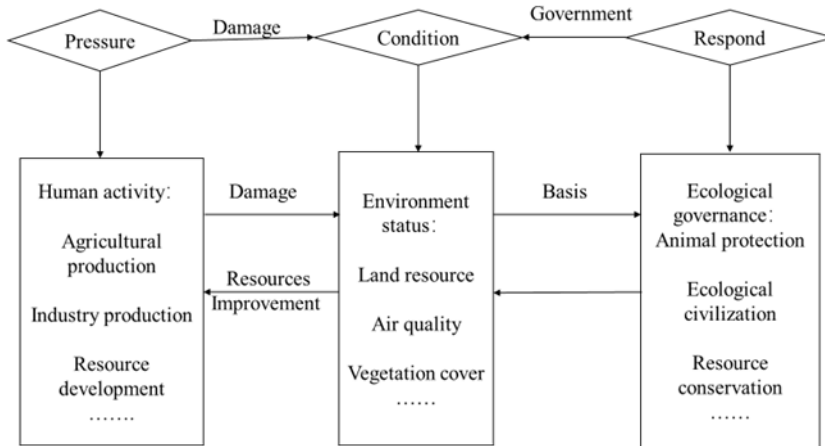 Pressure
Damage
Condition
Government
Respond
Human activity:
Agricultural
production
Industry production
Resource
development
…….
Damage
Resources
Improvement
Environment
status:
Land resource
Air quality
Vegetation cover
……
Basis
Ecological
governance:
Animal protection
Ecological
civilization
Resource
conservation
……